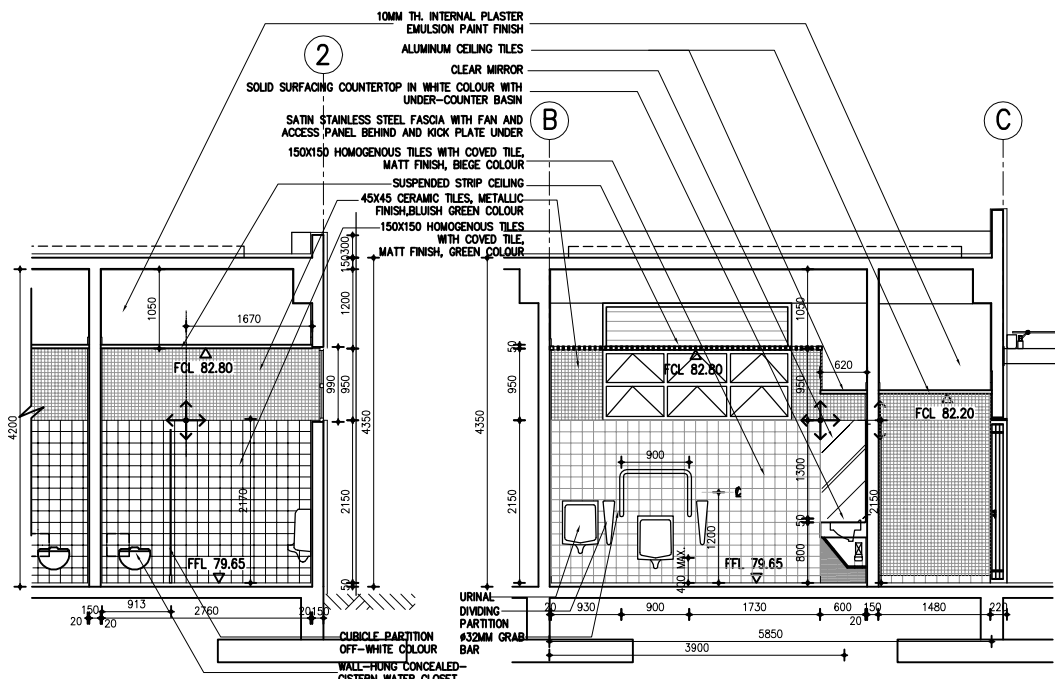 10MM TH. INTERNAL PLASTER
EMULSION PAINT FINISH
ALUMINUM CEILING TILES
CLEAR MIRROR
SOLID SURFACING COUNTERTOP IN WHITE COLOUR WITH
UNDER-COUNTER BASIN
SATIN STAINLESS STEEL FASCIA WITH FAN AND
ACCESS PANEL BEHIND AND KICK PLATE UNDER
150X150 HOMOGENOUS TILES WITH COVED TILE,
MATT FINISH, BIEGE COLOUR
SUSPENDED STRIP CEILING
45X45 CERAMIC TILES, METALLIC
FINISH,BLUISH GREEN COLOUR
150X150 HOMOGENOUS TILES
WITH COVED TILE,
MATT FINISH, GREEN COLOUR
2
B
C
4200
1050
1670
FCL 82.80
2170
FFL 79.65
150
300
150
1200
990
950
2150
50
4350
913
2760
20
150
20
20
150
CUBICLE PARTITION
OFF-WHITE COLOUR
WALL-HUNG CONCEALED-
CISTERN WATER CLOSET
4350
50
950
2150
FCL 82.80
1050
950
620
FCL 82.20
900
1300
50
800
2150
1200
400 MAX.
FFL 79.65
URINAL
DIVIDING
PARTITION
ø32MM GRAB
BAR
20
930
900
1730
600
150
20
1480
220
5850
3900